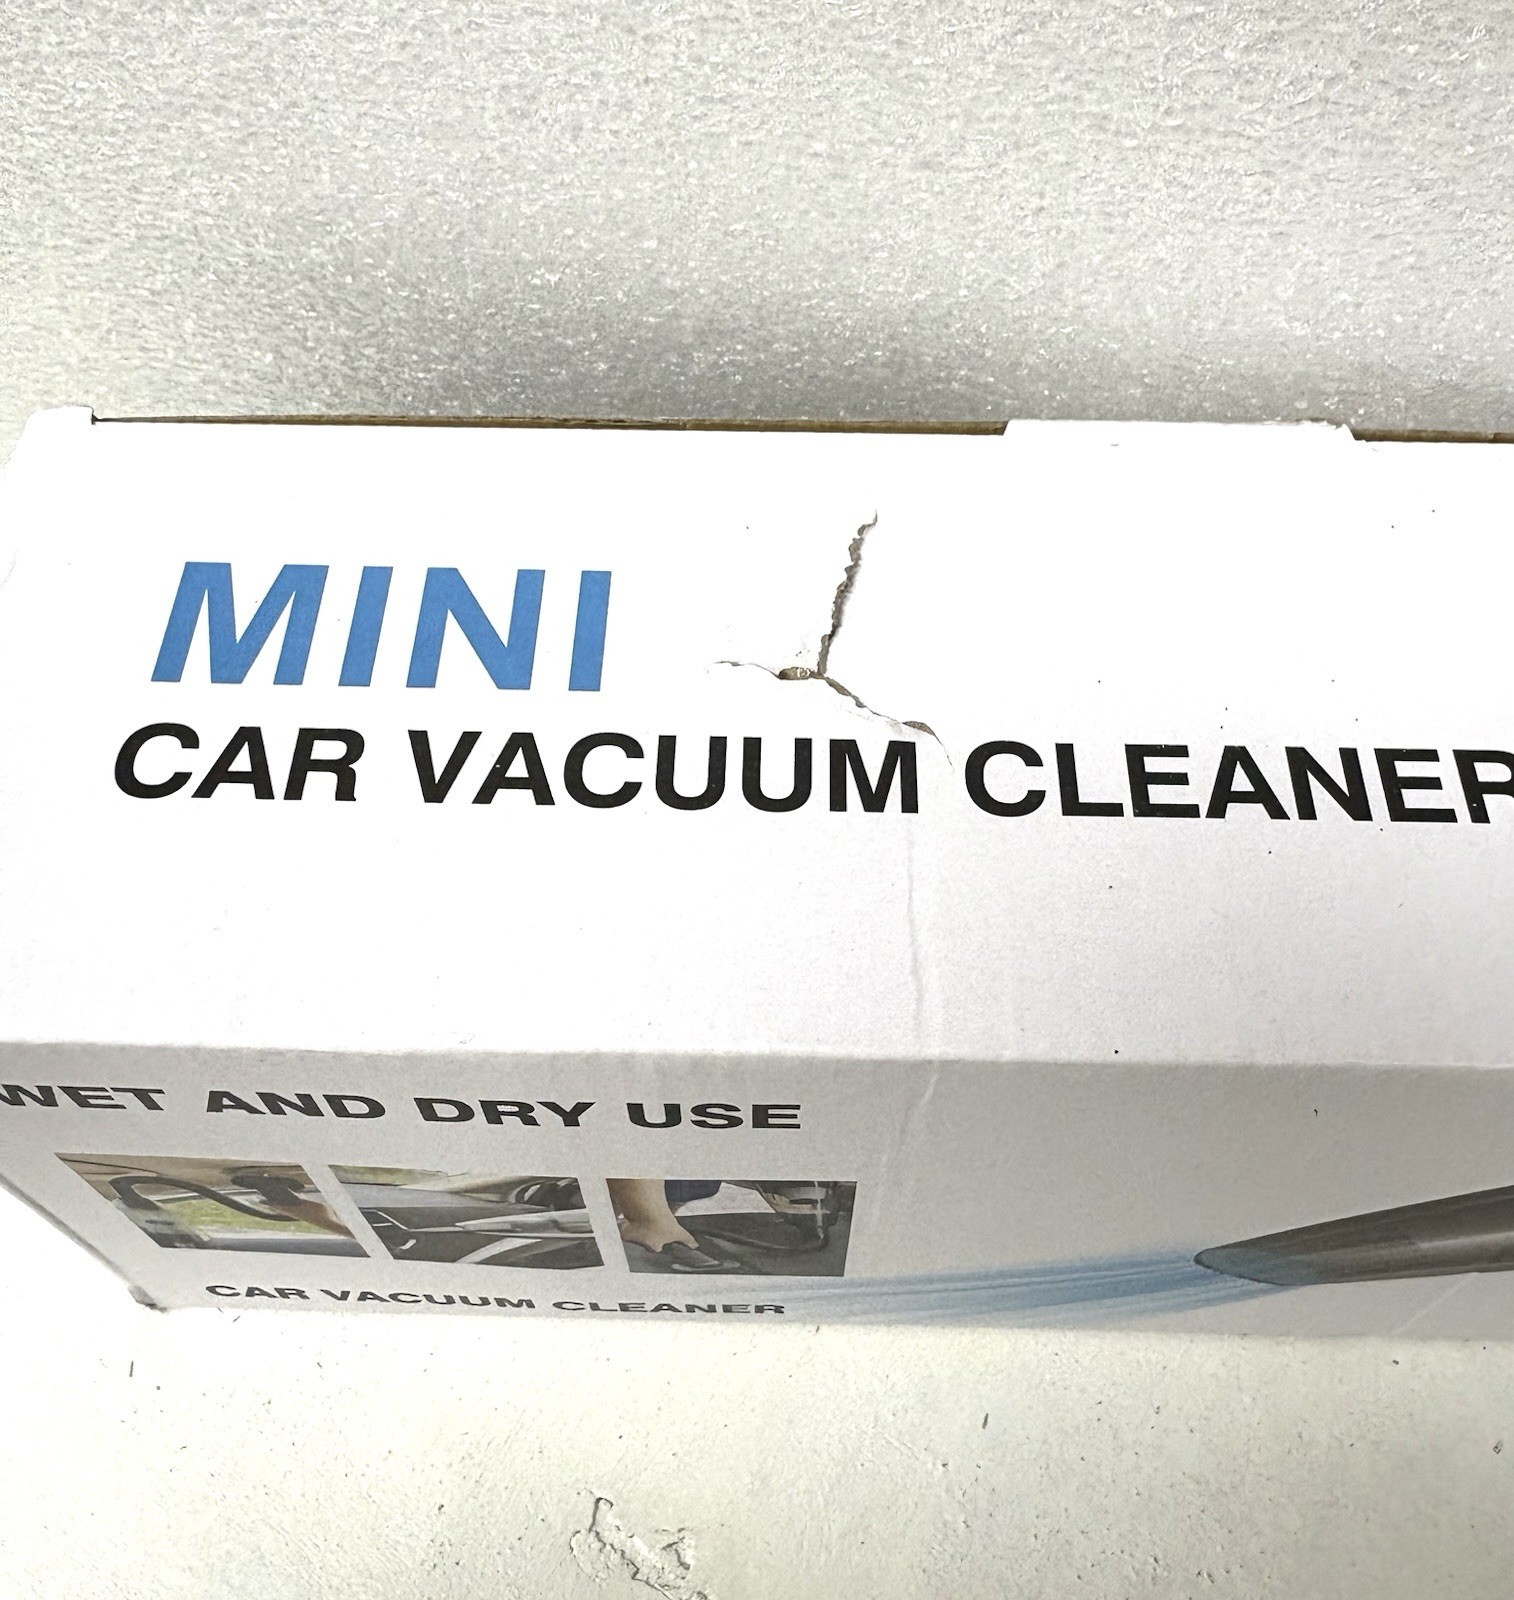 MINI
CAR VACUUM CLEANER
WET AND DRY USE
CAR VACUUM CLEANER